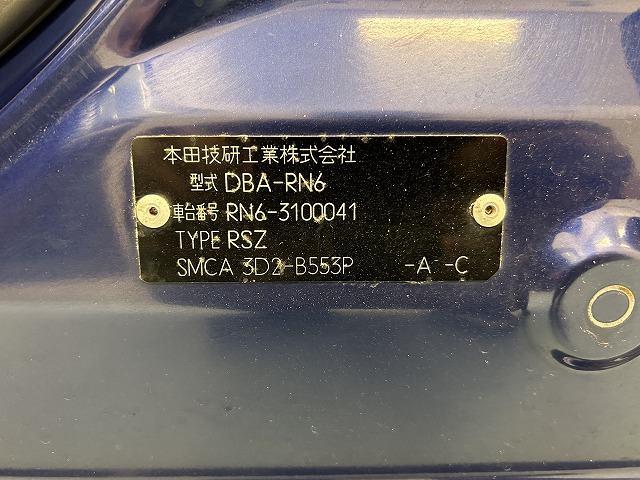 本田技研工業株式会社
型式 DBA-RN6
車台番号 RN6-3100041
TYPE RSZ
SMCA 3D2-B553P -A -C